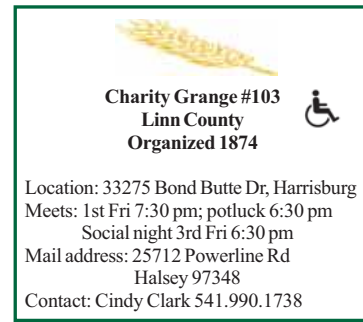 Charity Grange #103
Linn County
Organized 1874
Location: 33275 Bond Butte Dr, Harrisburg
Meets: 1st Fri 7:30 pm; potluck 6:30 pm
Social night 3rd Fri 6:30 pm
Mail address: 25712 Powerline Rd
Halsey 97348
Contact: Cindy Clark 541.990.1738